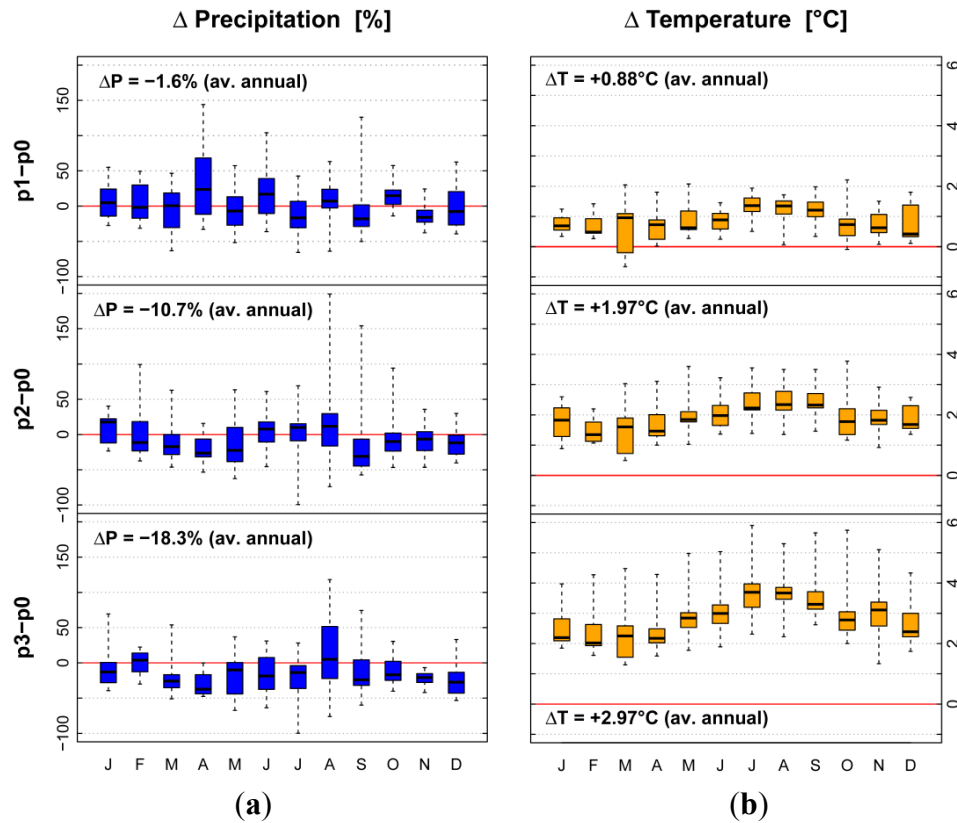 Δ Precipitation [%]
Δ Temperature [°C]
p1−p0
150
50
0
−100
ΔP = −1.6% (av. annual)
ΔT = +0.88°C (av. annual)
6
4
2
0
p2−p0
150
50
0
−100
ΔP = −10.7% (av. annual)
ΔT = +1.97°C (av. annual)
6
4
2
0
p3−p0
150
50
0
−100
ΔP = −18.3% (av. annual)
6
4
2
0
ΔT = +2.97°C (av. annual)
J F M A M J J A S O N D
J F M A M J J A S O N D
(a)
(b)